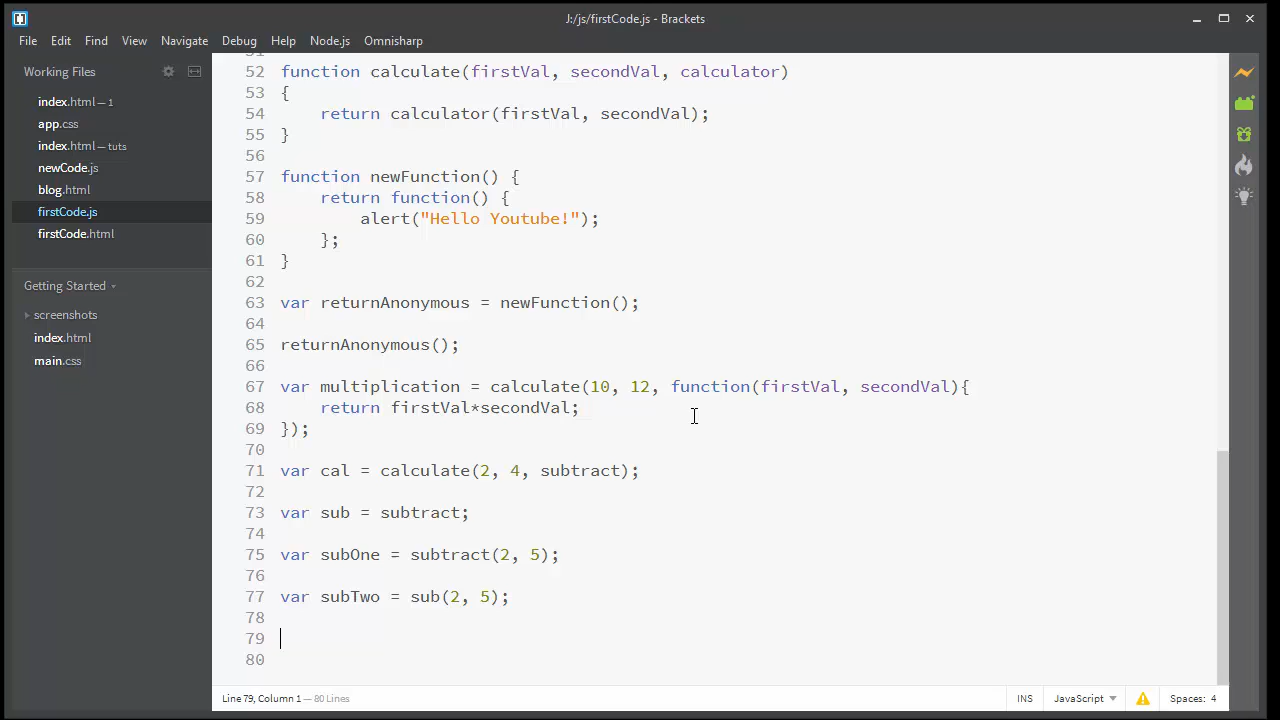 J:/js/firstCode.js - Brackets
File Edit Find View Navigate Debug Help Node.js Omnisharp
Working Files
index.html — 1
app.css
index.html — tuts
newCode.js
blog.html
firstCode.js
firstCode.html
Getting Started
screenshots
index.html
main.css
52 function calculate(firstVal, secondVal, calculator)
53 {
54     return calculator(firstVal, secondVal);
55 }
56
57 function newFunction() {
58     return function() {
59         alert("Hello Youtube!");
60     };
61 }
62
63 var returnAnonymous = newFunction();
64
65 returnAnonymous();
66
67 var multiplication = calculate(10, 12, function(firstVal, secondVal){
68     return firstVal*secondVal;
69 });
70
71 var cal = calculate(2, 4, subtract);
72
73 var sub = subtract;
74
75 var subOne = subtract(2, 5);
76
77 var subTwo = sub(2, 5);
78
79
80
Line 79, Column 1 — 80 Lines
INS JavaScript Spaces: 4